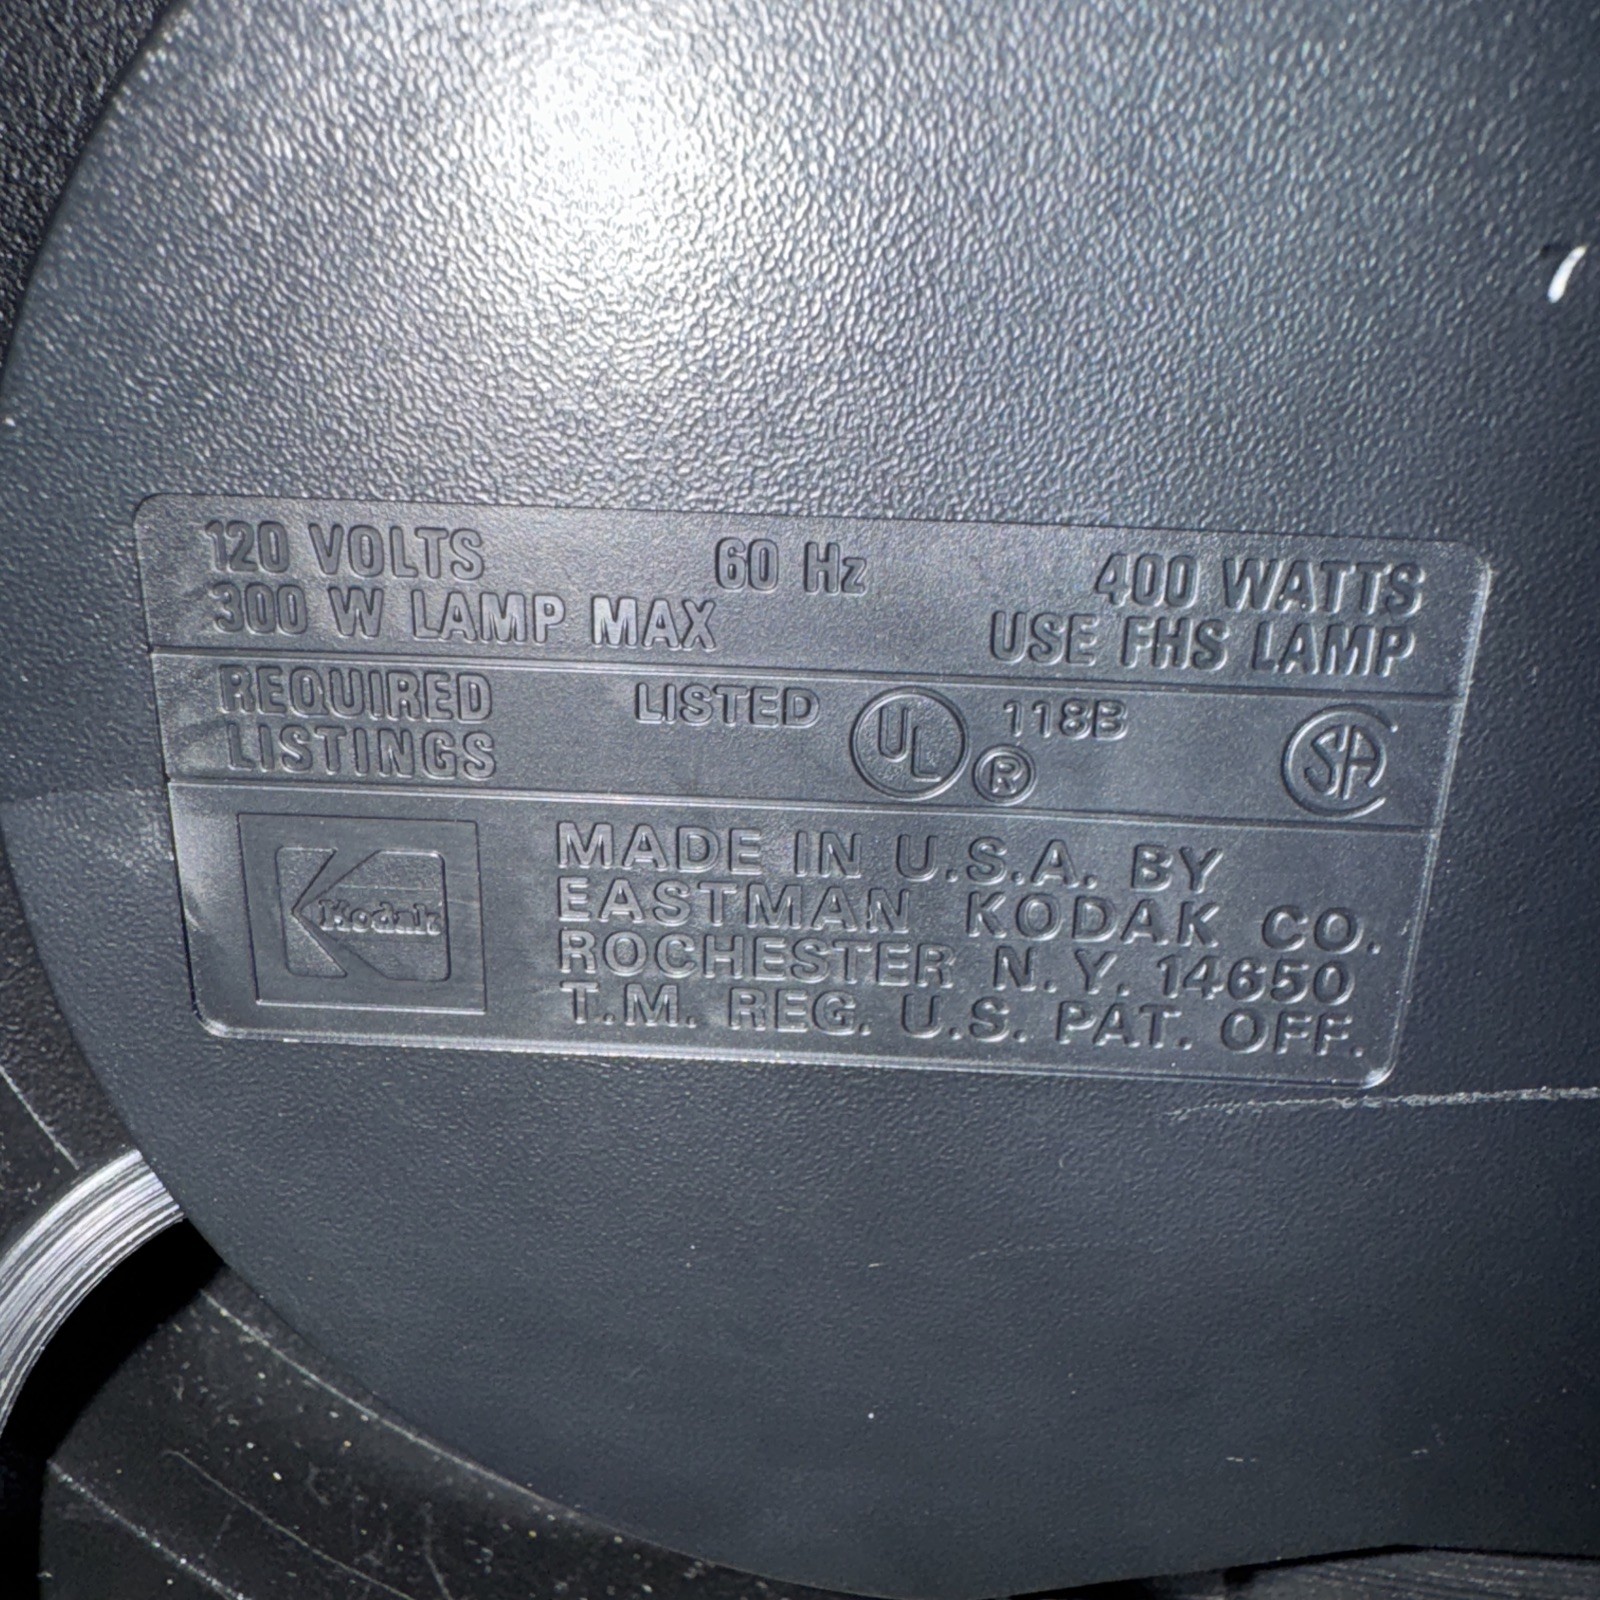 120 VOLTS 60 Hz 400 WATTS
300 W LAMP MAX USE FHS LAMP
REQUIRED LISTINGS LISTED UL ® 118B SA
Kodak
MADE IN U.S.A. BY
EASTMAN KODAK CO.
ROCHESTER N.Y. 14650
T.M. REG. U.S. PAT. OFF.